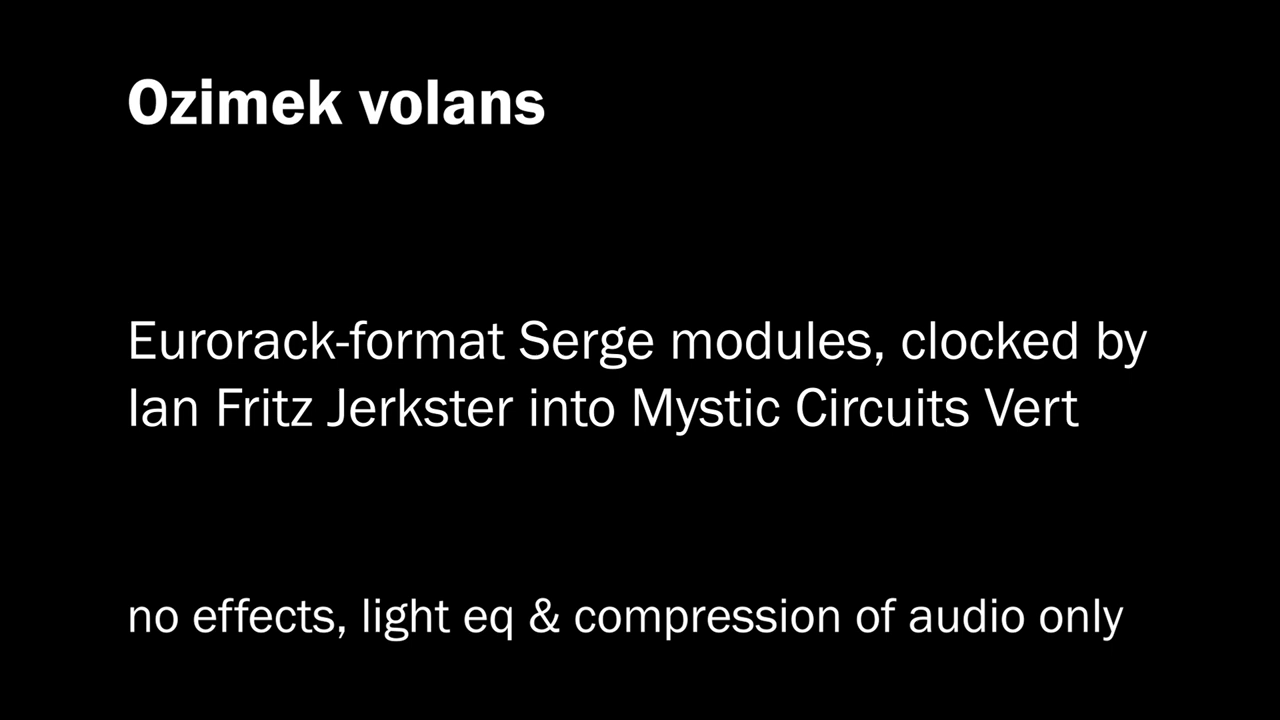 Ozimek volans
Eurorack-format Serge modules, clocked by
Ian Fritz Jerkster into Mystic Circuits Vert
no effects, light eq & compression of audio only